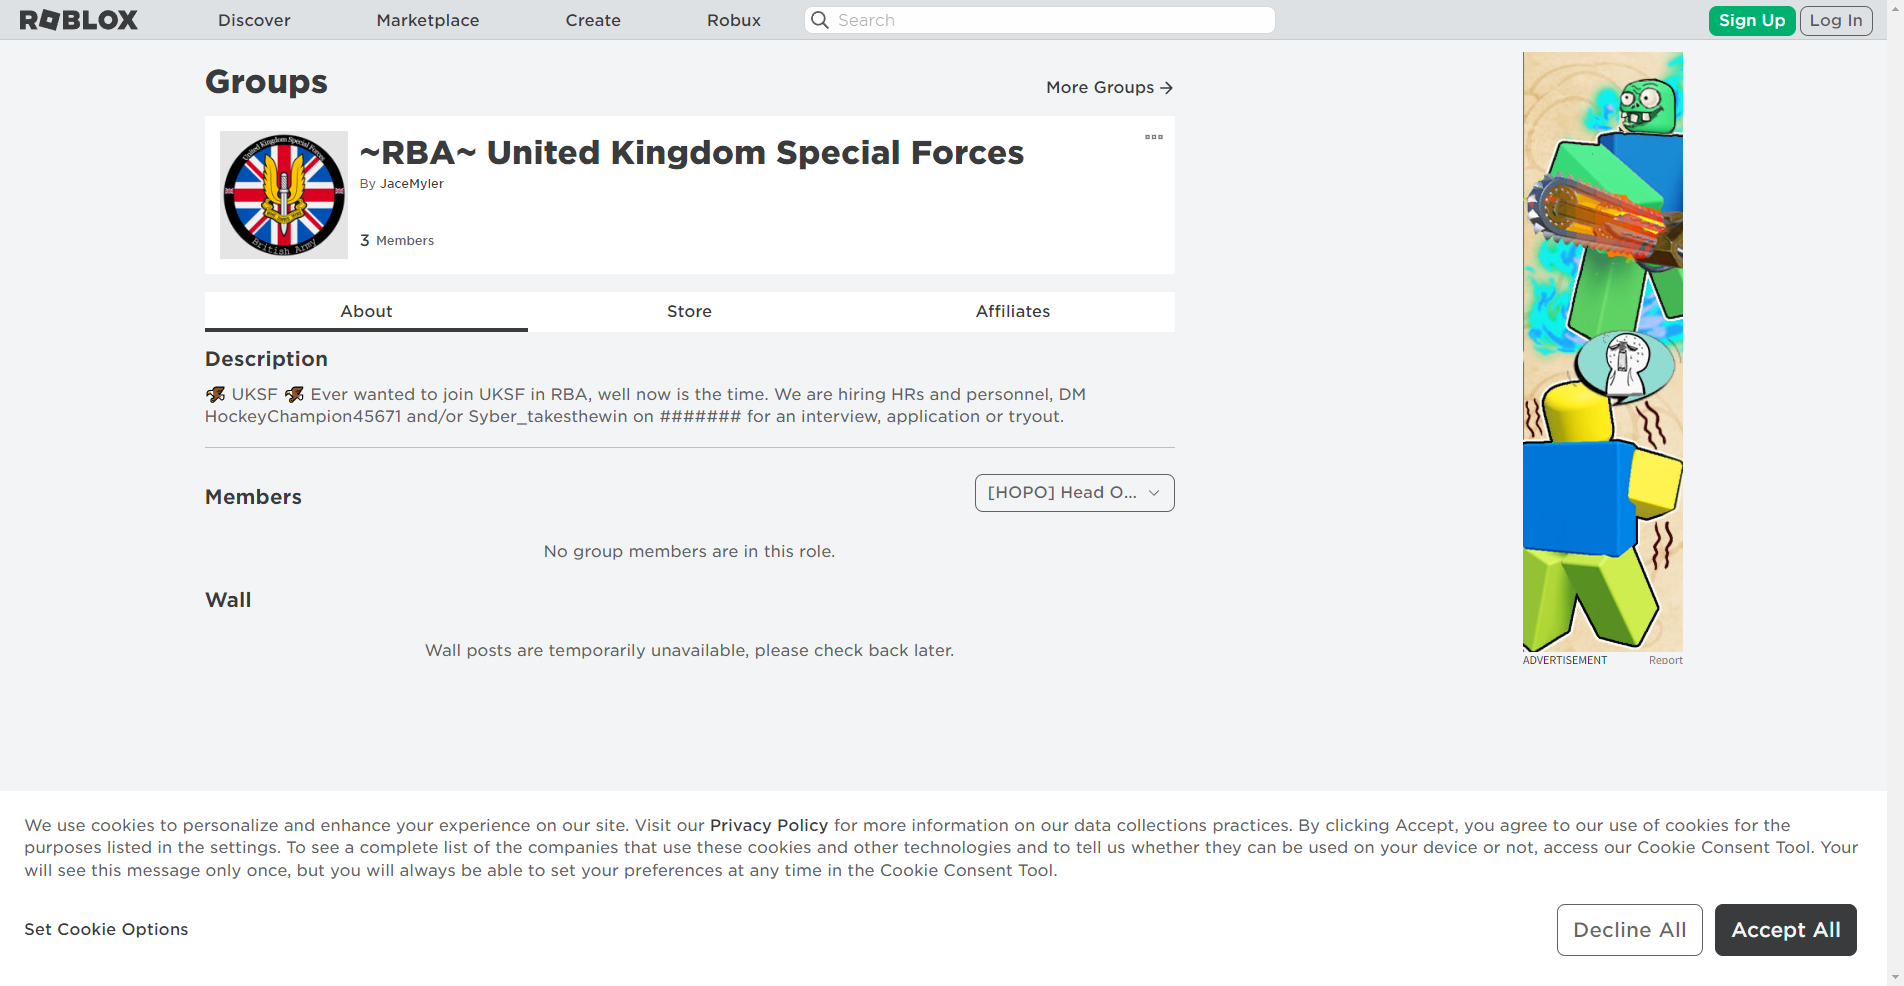 ROBLOX
Discover
Marketplace
Create
Robux
Search
Sign Up
Log In
Groups
More Groups
United Kingdom Special Forces
British Army
~RBA~ United Kingdom Special Forces
By JaceMyler
3 Members
About
Store
Affiliates
Description
UKSF Ever wanted to join UKSF in RBA, well now is the time. We are hiring HRs and personnel, DM
HockeyChampion45671 and/or Syber_takesthewin on ####### for an interview, application or tryout.
Members
[HOPO] Head O...
No group members are in this role.
Wall
Wall posts are temporarily unavailable, please check back later.
ADVERTISEMENT
Report
We use cookies to personalize and enhance your experience on our site. Visit our Privacy Policy for more information on our data collections practices. By clicking Accept, you agree to our use of cookies for the
purposes listed in the settings. To see a complete list of the companies that use these cookies and other technologies and to tell us whether they can be used on your device or not, access our Cookie Consent Tool. Your
will see this message only once, but you will always be able to set your preferences at any time in the Cookie Consent Tool.
Set Cookie Options
Decline All
Accept All